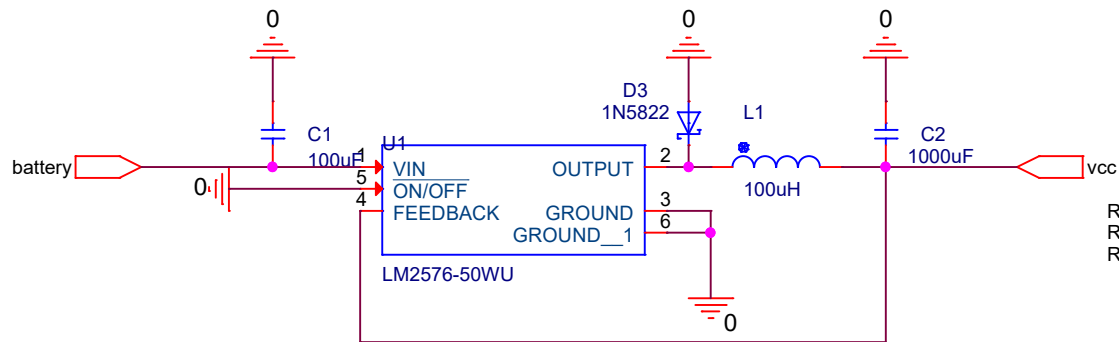 0
0
0
D3
1N5822
L1
C1
100uF
U1
C2
1000uF
battery
1
VIN
OUTPUT
2
vcc
0
5
ON/OFF
100uH
4
FEEDBACK
GROUND
3
R
GROUND__1
6
R
R
LM2576-50WU
0